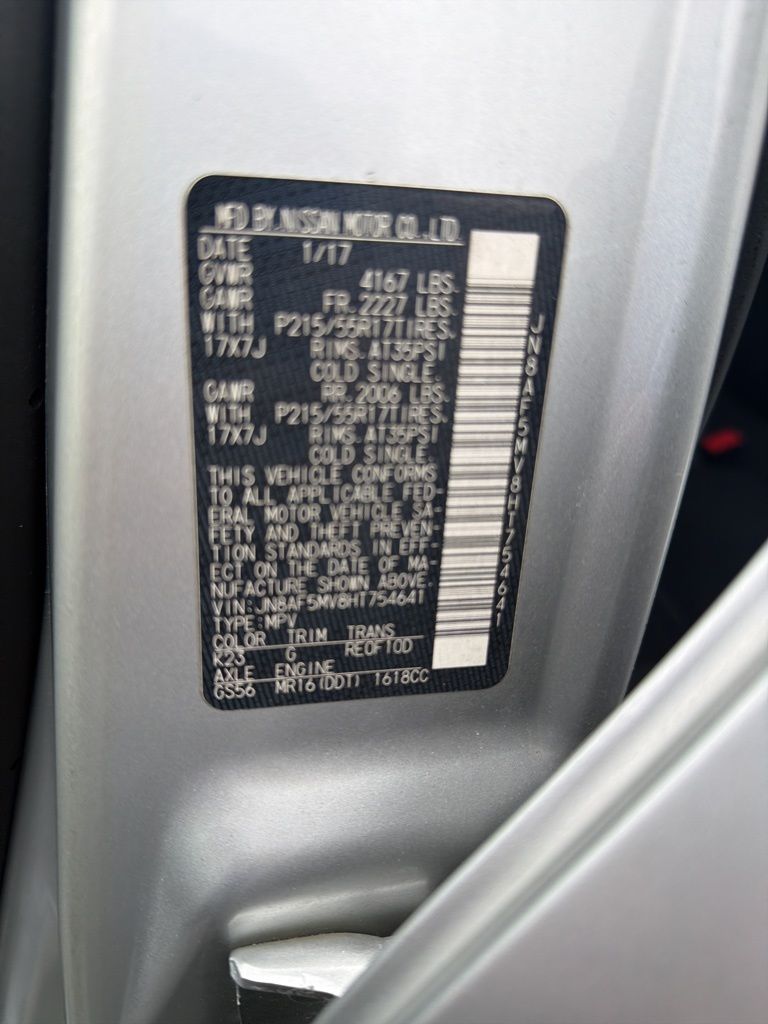 MFD BY NISSAN MOTOR CO., LTD.
DATE 1/17
GVWR 4167 LBS.
GAWR FR. 2227 LBS.
WITH P215/55R17TIRES.
17X7J RIMS. AT35PSI
COLD SINGLE.
GAWR RR. 2006 LBS.
WITH P215/55R17TIRES.
17X7J RIMS. AT35PSI
COLD SINGLE.
THIS VEHICLE CONFORMS
TO ALL APPLICABLE FED-
ERAL MOTOR VEHICLE SA-
FETY AND THEFT PREVEN-
TION STANDARDS IN EFF-
ECT ON THE DATE OF MA-
NUFACTURE SHOWN ABOVE.
VIN:JN8AF5MV8HT754641
TYPE:MPV
COLOR TRIM TRANS
K23 G REOF10D
AXLE ENGINE
GS56 MR16(DDT) 1618CC
JN8AF5MV8HT754641